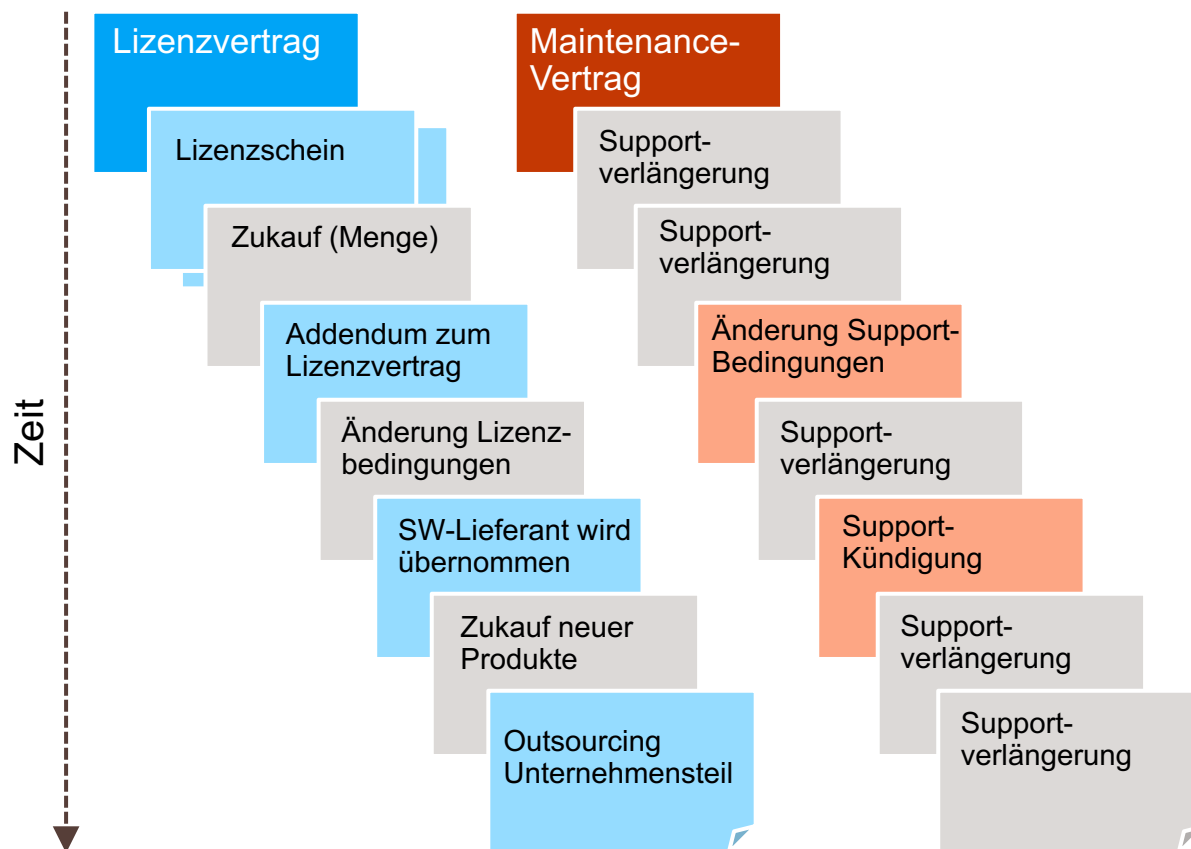 Zeit
Lizenzvertrag
Lizenzschein
Zukauf (Menge)
Addendum zum
Lizenzvertrag
Änderung Lizenz-
bedingungen
SW-Lieferant wird
übernommen
Zukauf neuer
Produkte
Outsourcing
Unternehmensteil
Maintenance-
Vertrag
Support-
verlängerung
Support-
verlängerung
Änderung Support-
Bedingungen
Support-
verlängerung
Support-
Kündigung
Support-
verlängerung
Support-
verlängerung